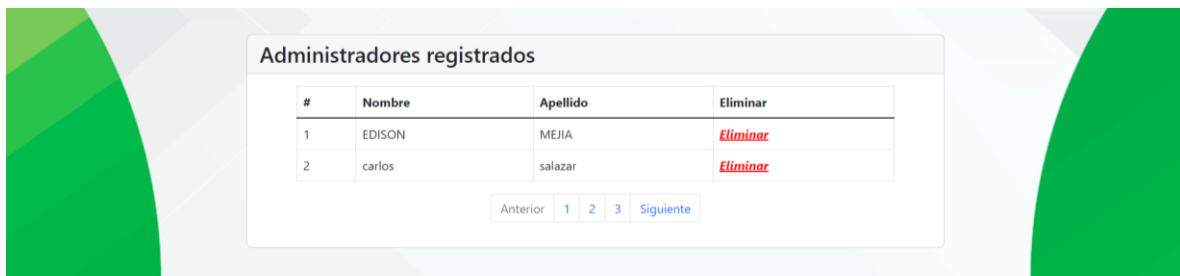 Administradores registrados
# Nombre Apellido Eliminar
1 EDISON MEJIA Eliminar
2 carlos salazar Eliminar
Anterior 1 2 3 Siguiente